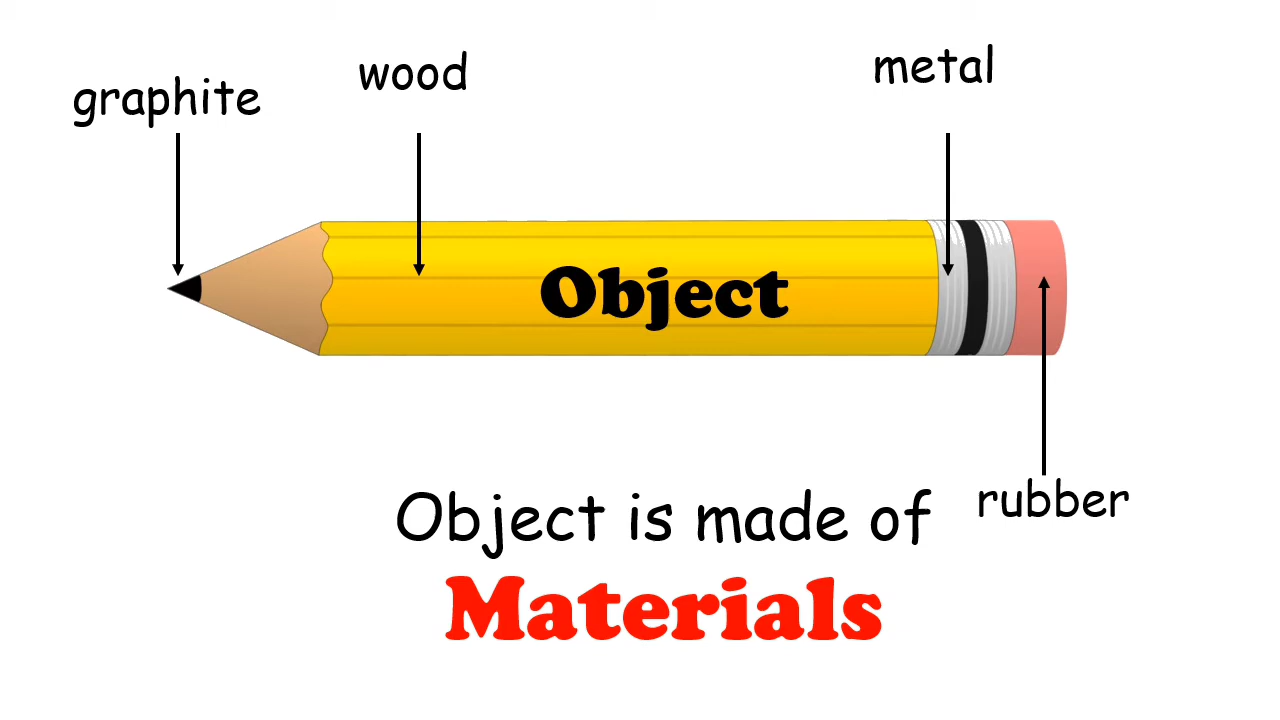 graphite
wood
metal
Object
rubber
Object is made of
Materials